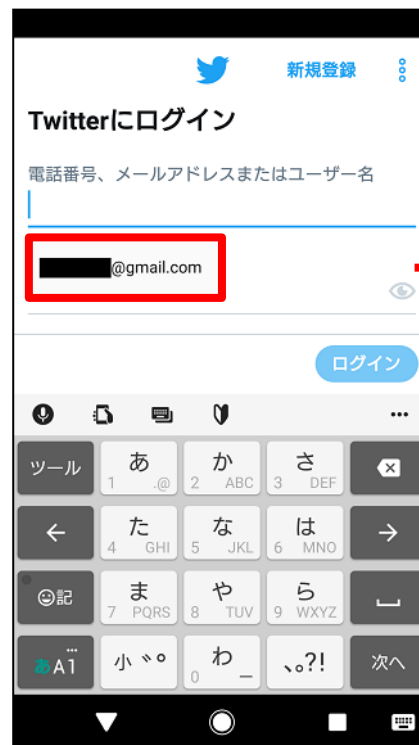 新規登録
Twitterにログイン
電話番号、メールアドレスまたはユーザー名
@gmail.com
ログイン
ツール あ 1 .@ か 2 ABC さ 3 DEF
た 4 GHI な 5 JKL は 6 MNO
記 ま 7 PQRS や 8 TUV ら 9 WXYZ
あA1 小゛゜ わ 0 _ 、。?! 次へ